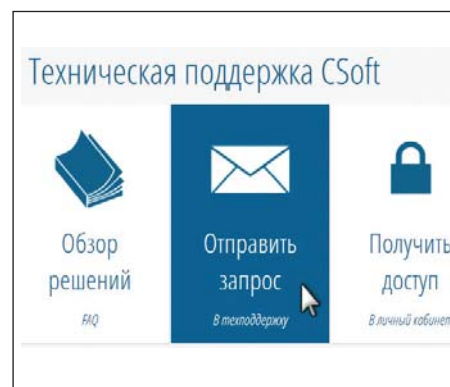 Техническая поддержка CSoft
Обзор
решений
FAQ
Отправить
запрос
В техподдержку
Получить
доступ
В личный кабинет